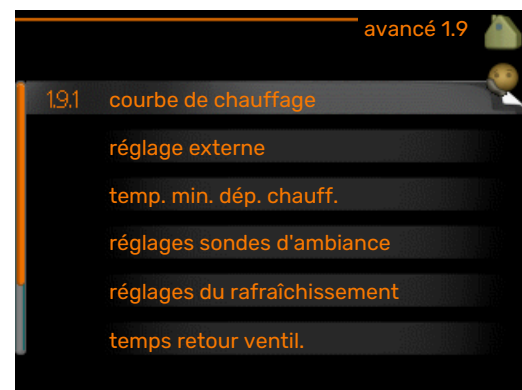 avancé 1.9
1.9.1 courbe de chauffage
réglage externe
temp. min. dép. chauff.
réglages sondes d'ambiance
réglages du rafraîchissement
temps retour ventil.